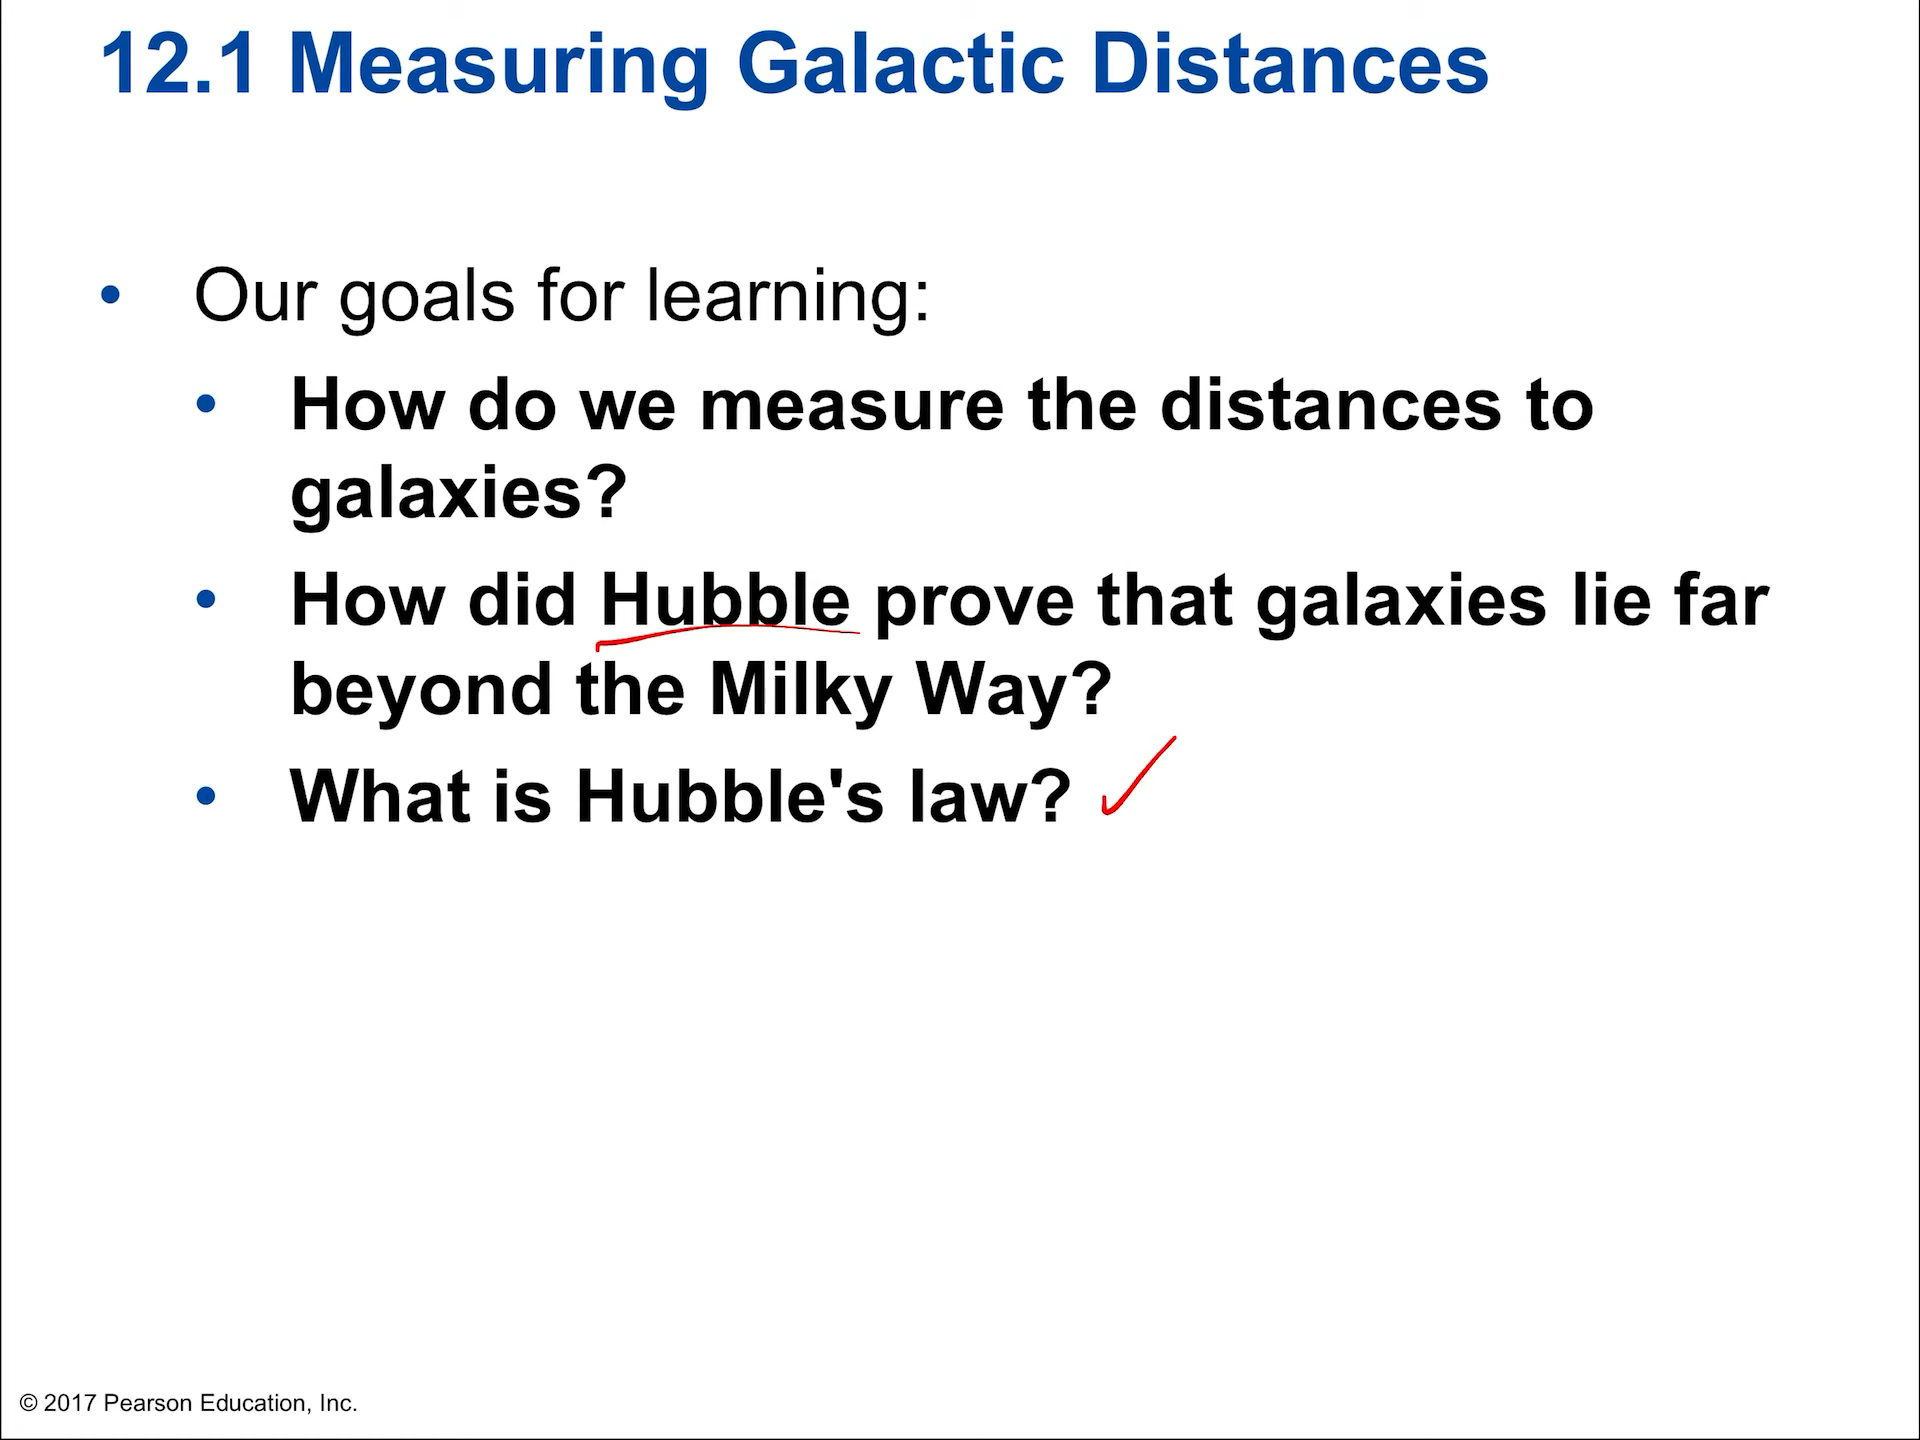 12.1 Measuring Galactic Distances
• Our goals for learning:
• How do we measure the distances to
galaxies?
• How did Hubble prove that galaxies lie far
beyond the Milky Way?
• What is Hubble's law? ✓
© 2017 Pearson Education, Inc.